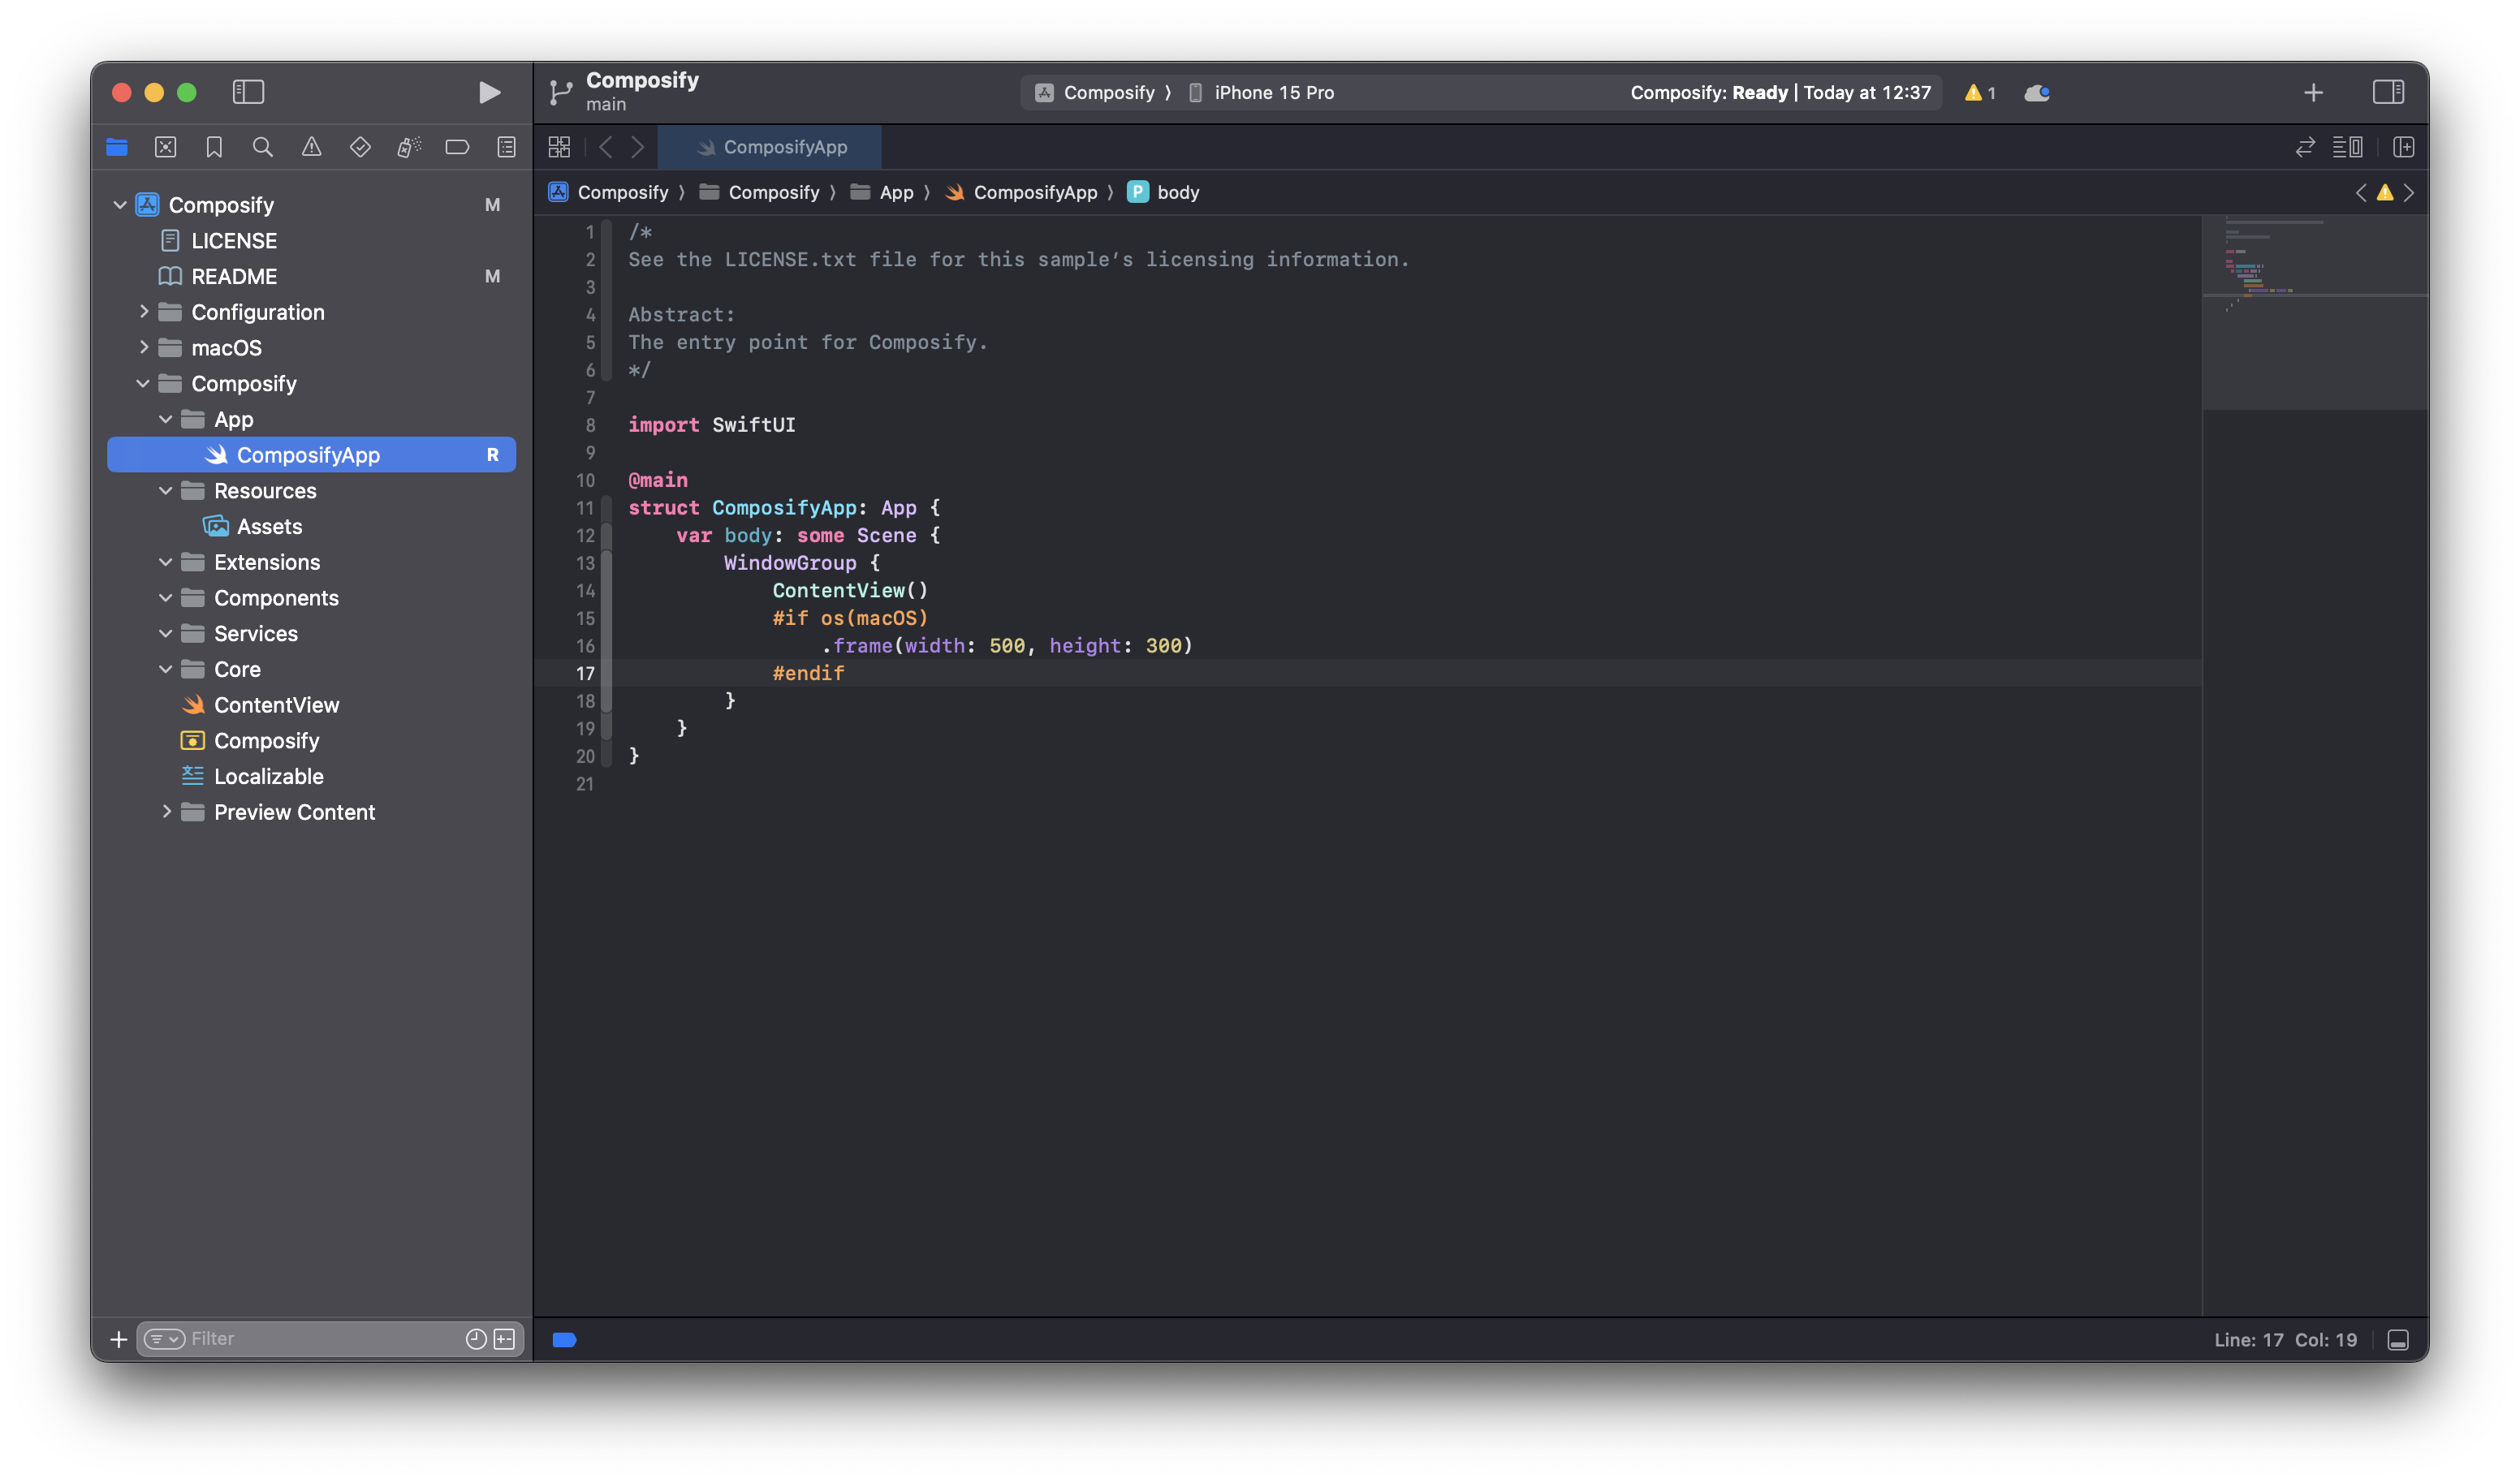 Composify
main
Composify 〉 iPhone 15 Pro
Composify: Ready | Today at 12:37
1
ComposifyApp
Composify 〉 Composify 〉 App 〉 ComposifyApp 〉 P body
Composify M
LICENSE
README M
Configuration
macOS
Composify
App
ComposifyApp R
Resources
Assets
Extensions
Components
Services
Core
ContentView
Composify
Localizable
Preview Content
Filter
1 /*
2 See the LICENSE.txt file for this sample’s licensing information.
3
4 Abstract:
5 The entry point for Composify.
6 */
7
8 import SwiftUI
9
10 @main
11 struct ComposifyApp: App {
12     var body: some Scene {
13         WindowGroup {
14             ContentView()
15             #if os(macOS)
16                 .frame(width: 500, height: 300)
17             #endif
18         }
19     }
20 }
21
Line: 17 Col: 19